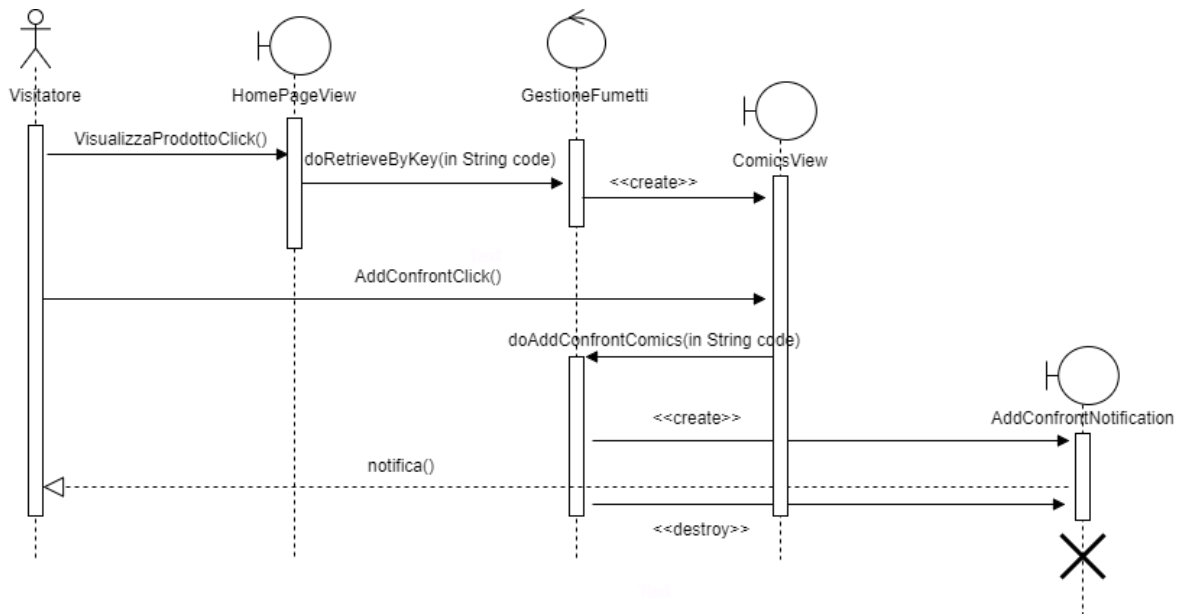 Visitatore
HomePageView
GestioneFumetti
VisualizzaProdottoClick()
doRetrieveByKey(in String code)
ComicsView
<<create>>
AddConfrontClick()
doAddConfrontComics(in String code)
<<create>>
AddConfrontNotification
notifica()
<<destroy>>